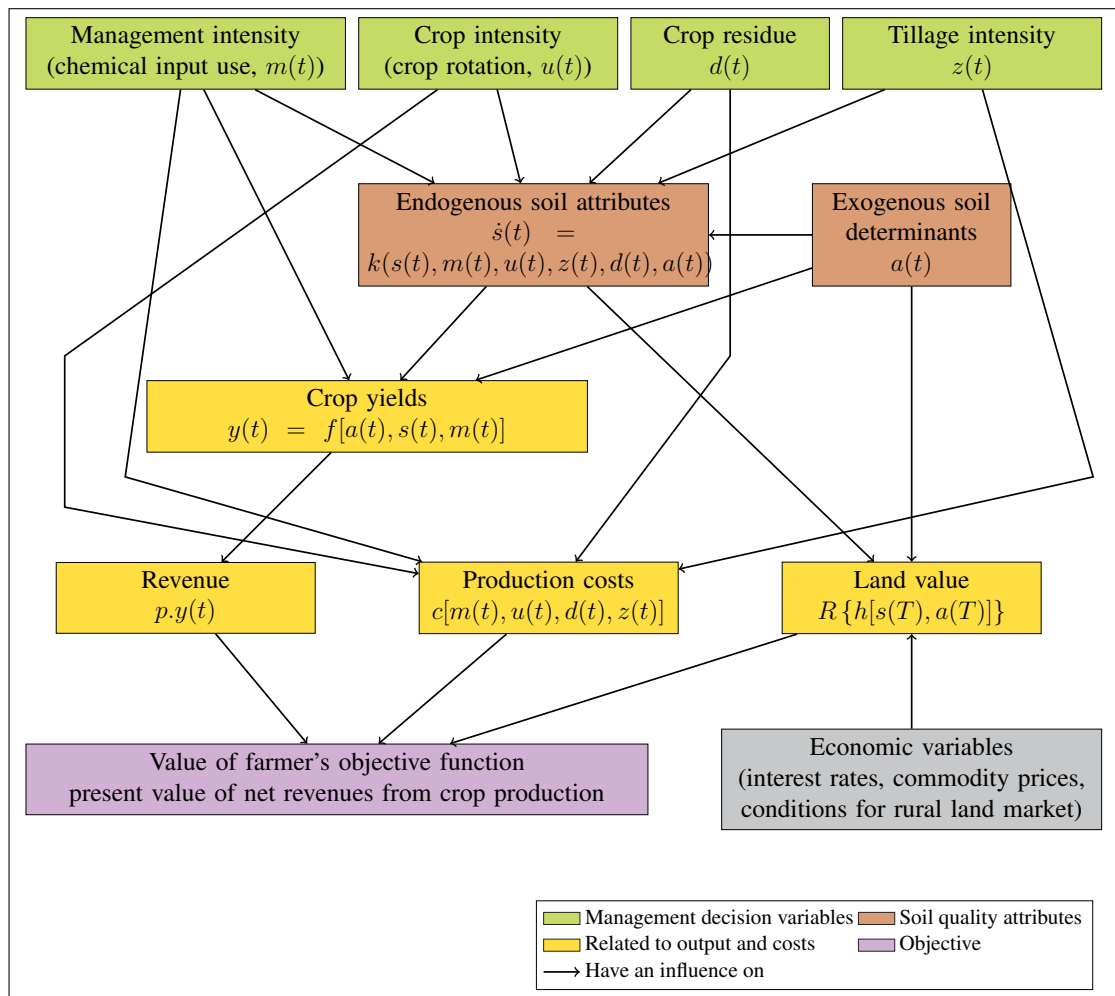 Management intensity
(chemical input use, m(t))
Crop intensity
(crop rotation, u(t))
Crop residue
d(t)
Tillage intensity
z(t)
Endogenous soil attributes
ṡ(t) =
k(s(t), m(t), u(t), z(t), d(t), a(t))
Exogenous soil
determinants
a(t)
Crop yields
y(t) = f[a(t), s(t), m(t)]
Revenue
p.y(t)
Production costs
c[m(t), u(t), d(t), z(t)]
Land value
R{h[s(T), a(T)]}
Value of farmer's objective function
present value of net revenues from crop production
Economic variables
(interest rates, commodity prices,
conditions for rural land market)
Management decision variables
Soil quality attributes
Related to output and costs
Objective
Have an influence on